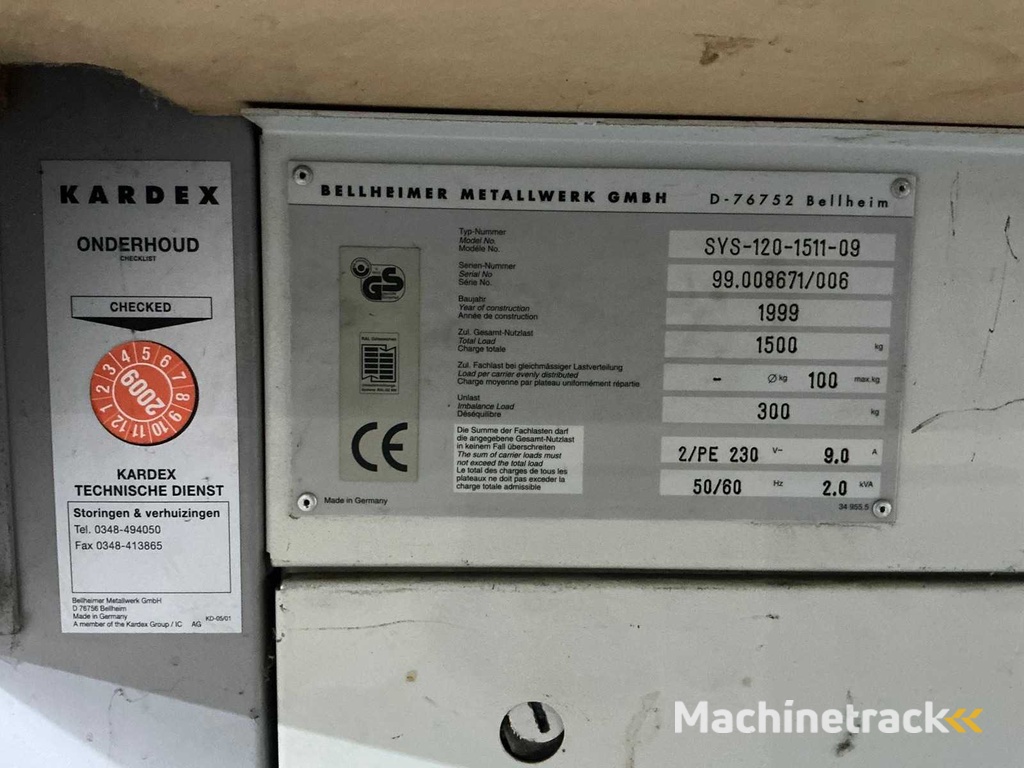 KARDEX
ONDERHOUD
CHECKLIST
CHECKED
1 2 3 4 5 6 7 8 9 10 11 12
2009
KARDEX
TECHNISCHE DIENST
Storingen & verhuizingen
Tel. 0348-494050
Fax 0348-413865
Bellheimer Metallwerk GmbH
D 76756 Bellheim
Made in Germany
A member of the Kardex Group / IC AG KD-05/01
BELLHEIMER METALLWERK GMBH D-76752 Bellheim
GS
CE
Typ-Nummer
Model No.
Modèle No.
SYS-120-1511-09
Serien-Nummer
Serial No
Série No.
99.008671/006
Baujahr
Year of construction
Année de construction
1999
Zul. Gesamt-Nutzlast
Total Load
Charge totale
1500 kg
Zul. Fachlast bei gleichmässiger Lastverteilung
Load per carrier evenly distributed
Charge moyenne par plateau uniformément répartie
- Ø kg 100 max.kg
Unlast
Imbalance Load
Déséquilibre
300 kg
Die Summe der Fachlasten darf
die angegebene Gesamt-Nutzlast
in keinem Fall überschreiten
The sum of carrier loads must
not exceed the total load
Le total des charges de tous les
plateaux ne doit pas exceder la
charge totale admissible
2/PE 230 V~ 9.0 A
50/60 Hz 2.0 kVA
Made in Germany
34 955.5
Machinetrack